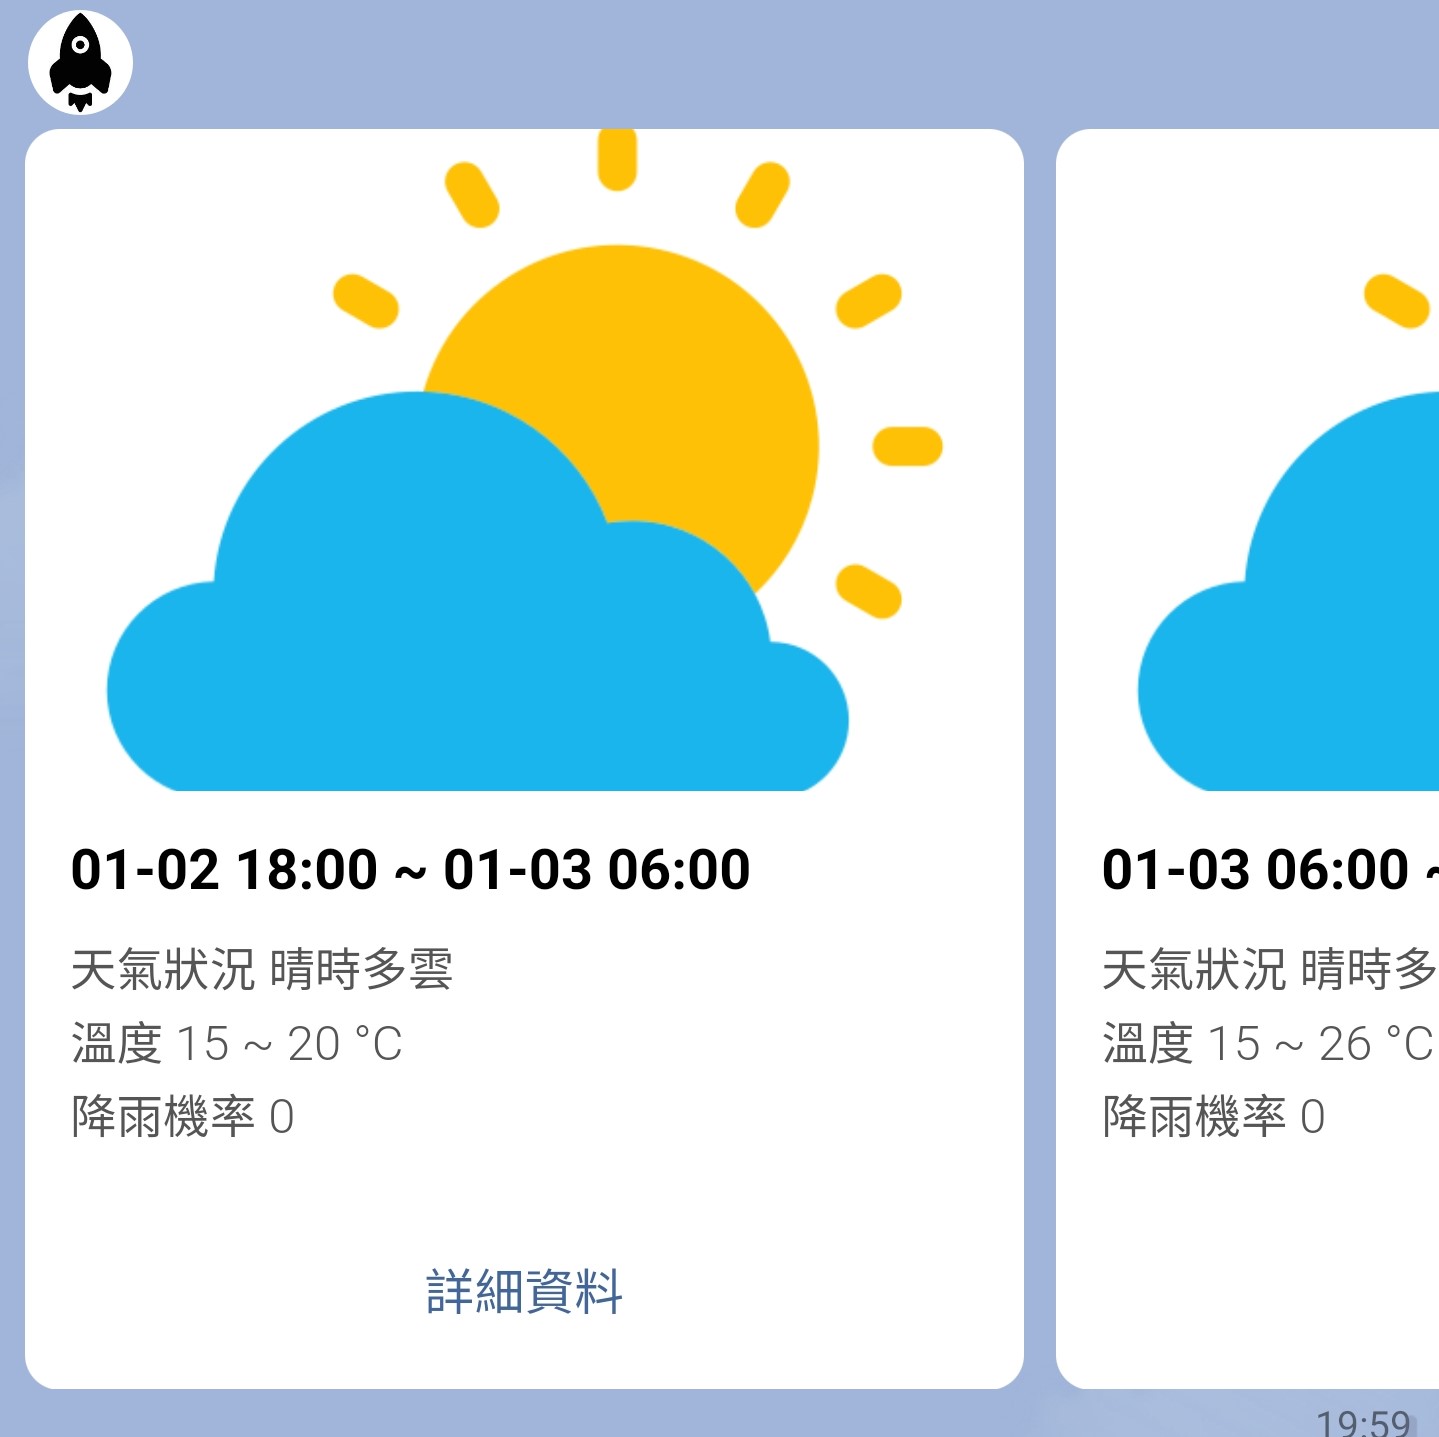 01-02 18:00 ~ 01-03 06:00
天氣狀況 晴時多雲
溫度 15 ~ 20 °C
降雨機率 0
詳細資料
01-03 06:00 ~
天氣狀況 晴時多
溫度 15 ~ 26 °C
降雨機率 0
19:59